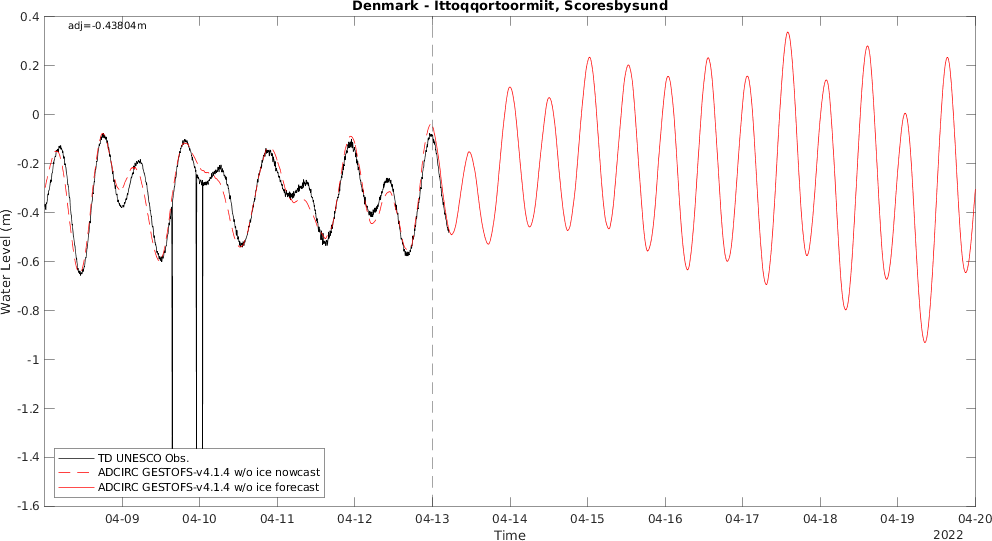 Denmark - Ittoqqortoormiit, Scoresbysund
adj=-0.43804m
0.4
0.2
0
-0.2
-0.4
-0.6
-0.8
-1
-1.2
-1.4
-1.6
Water Level (m)
TD UNESCO Obs.
ADCIRC GESTOFS-v4.1.4 w/o ice nowcast
ADCIRC GESTOFS-v4.1.4 w/o ice forecast
04-09 04-10 04-11 04-12 04-13 04-14 04-15 04-16 04-17 04-18 04-19 04-20
Time
2022